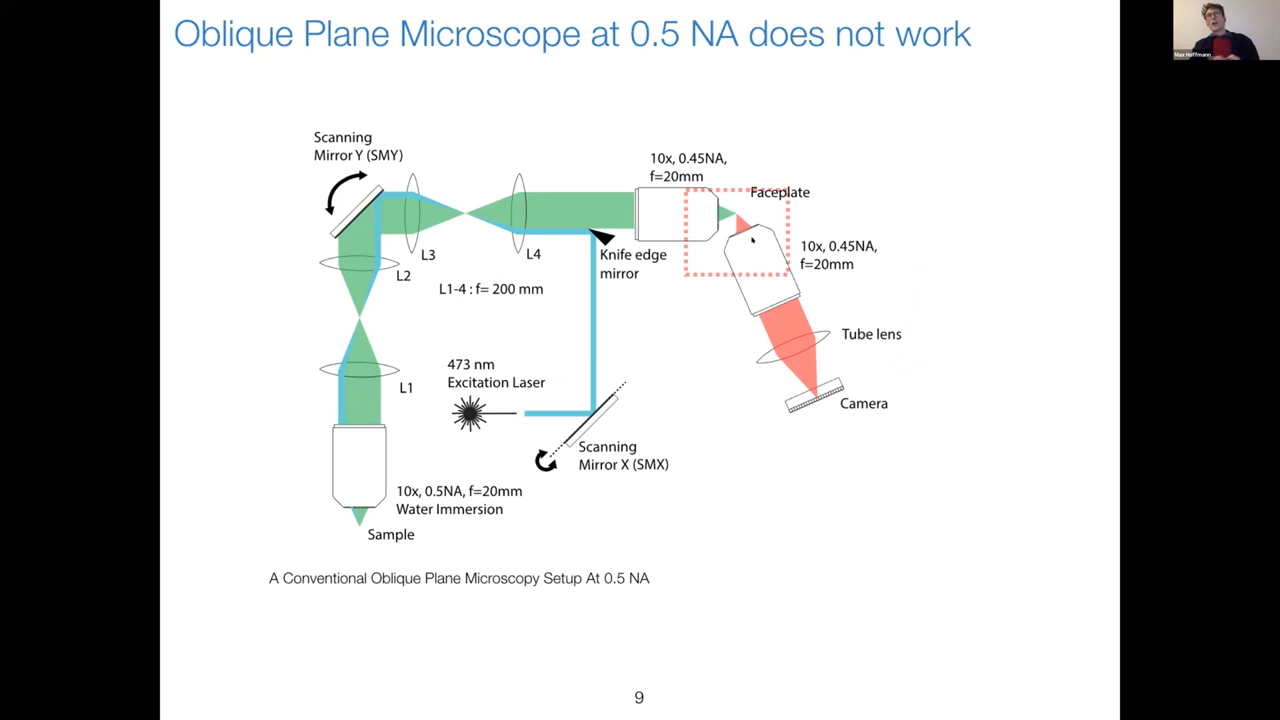 Oblique Plane Microscope at 0.5 NA does not work
Max Hoffmann
Scanning
Mirror Y (SMY)
10x, 0.45NA,
f=20mm
Faceplate
L3
L4
Knife edge
mirror
10x, 0.45NA,
f=20mm
L2
L1-4 : f= 200 mm
Tube lens
473 nm
Excitation Laser
L1
Camera
Scanning
Mirror X (SMX)
10x, 0.5NA, f=20mm
Water Immersion
Sample
A Conventional Oblique Plane Microscopy Setup At 0.5 NA
9